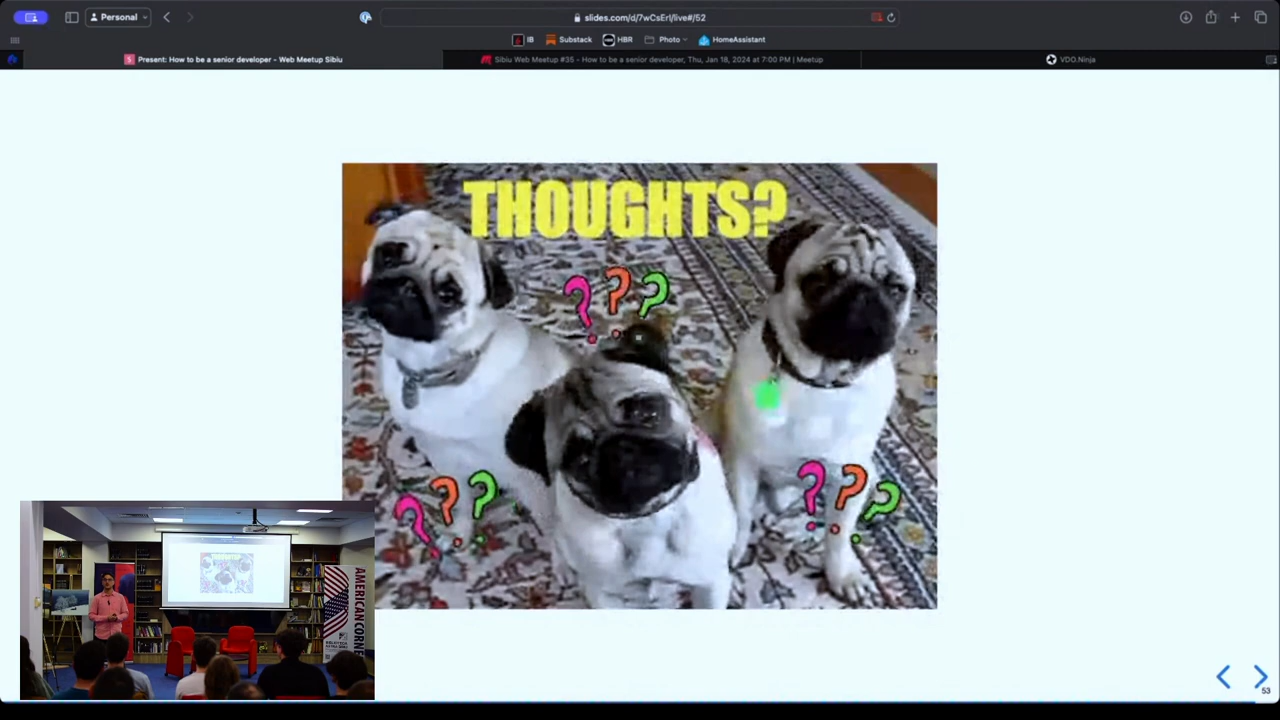 Personal
slides.com/d/7wCsErI/live#/52
IB
Substack
HBR
Photo
HomeAssistant
Present: How to be a senior developer - Web Meetup Sibiu
Sibiu Web Meetup #35 - How to be a senior developer, Thu, Jan 18, 2024 at 7:00 PM | Meetup
VDO.Ninja
THOUGHTS?
???
???
???
AMERICAN CORNER
53